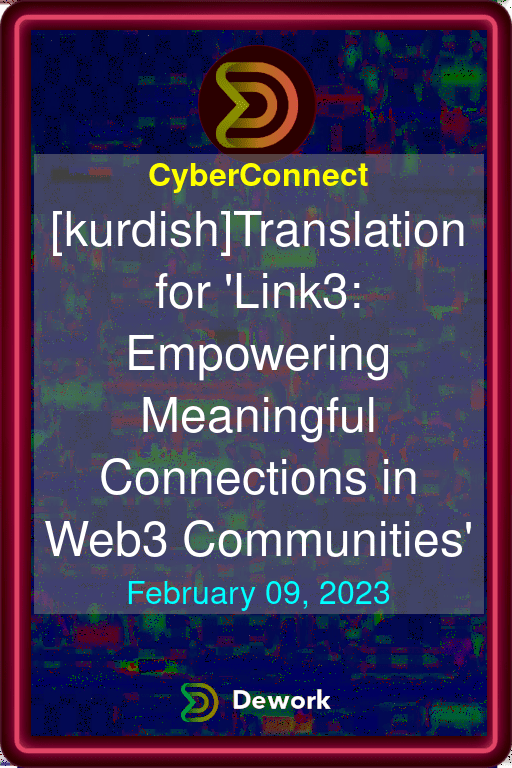 CyberConnect
[kurdish]Translation
for 'Link3:
Empowering
Meaningful
Connections in
Web3 Communities'
February 09, 2023
Dework